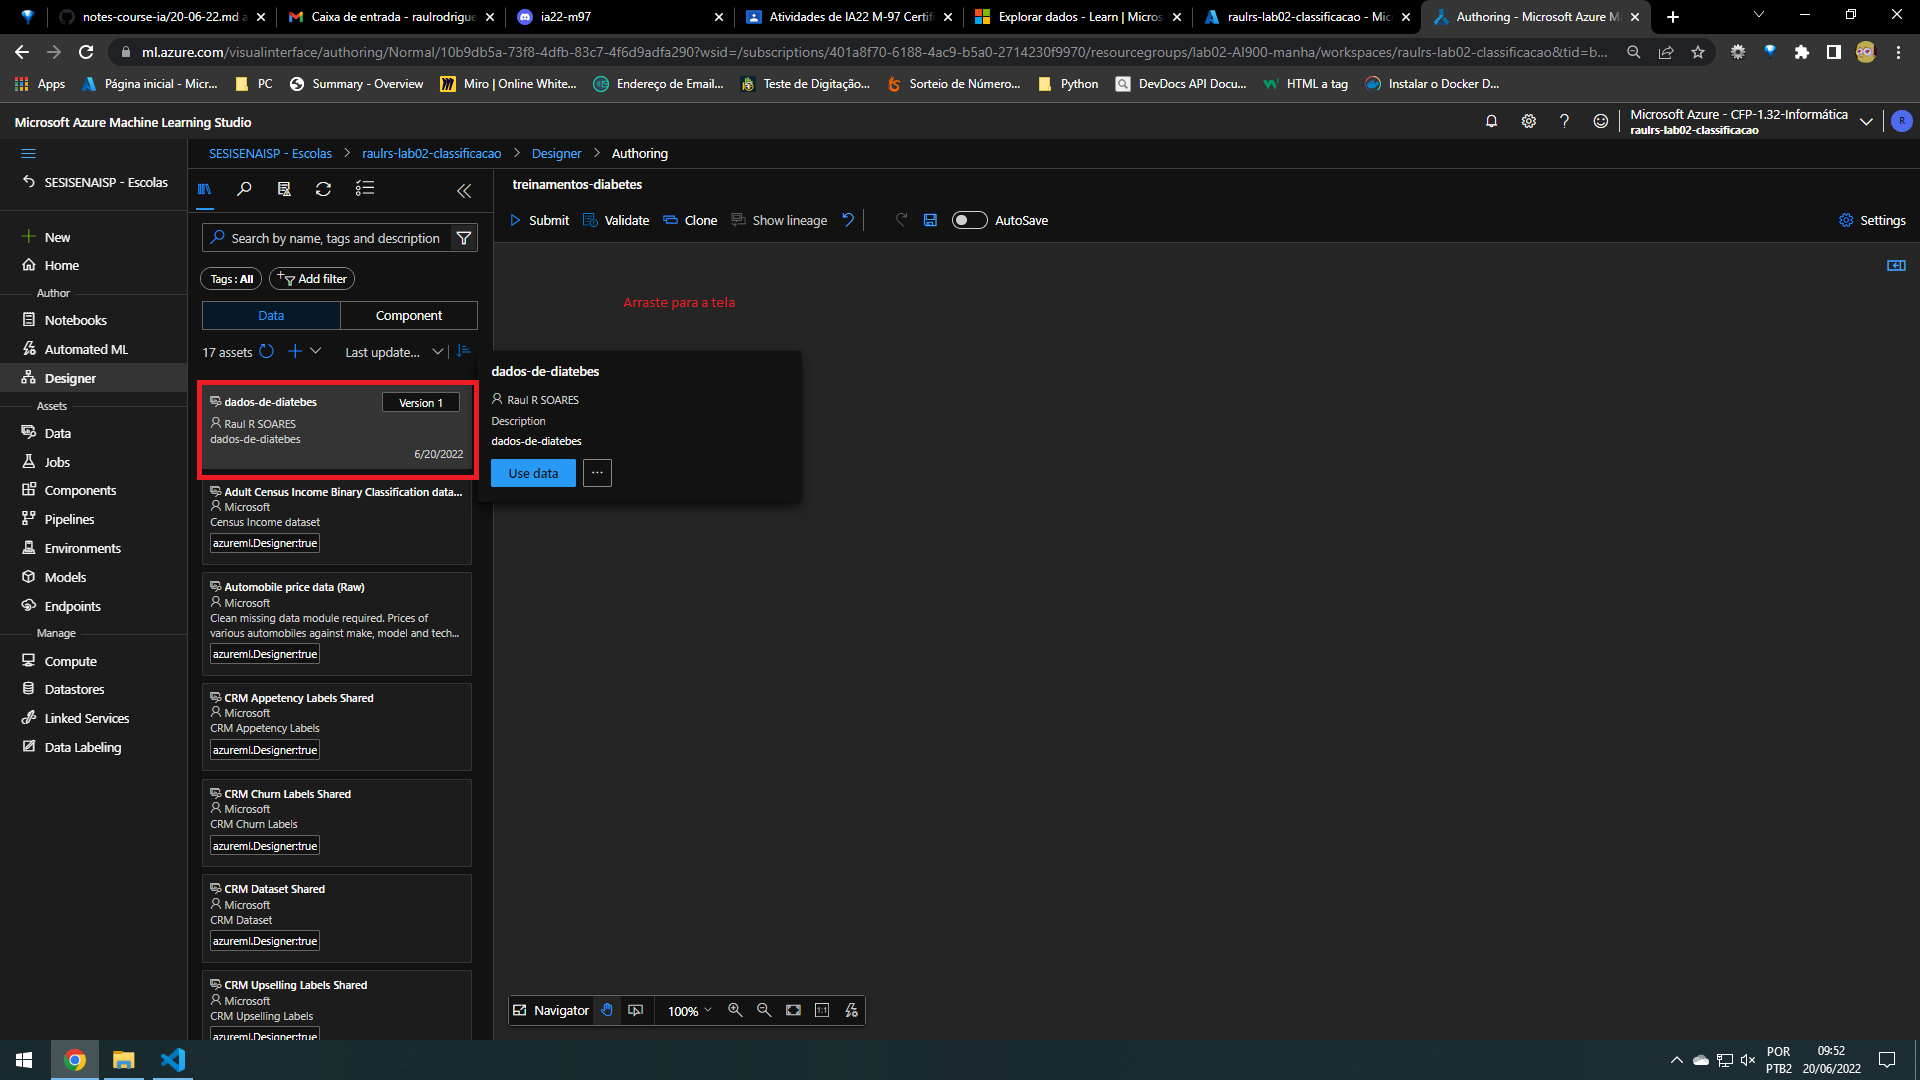 notes-course-ia/20-06-22.md a
Caixa de entrada - raulrodrigue
ia22-m97
Atividades de IA22 M-97 Certifi
Explorar dados - Learn | Micros
raulrs-lab02-classificacao - Mic
Authoring - Microsoft Azure M
ml.azure.com/visualinterface/authoring/Normal/10b9db5a-73f8-4dfb-83c7-4f6d9adfa290?wsid=/subscriptions/401a8f70-6188-4ac9-b5a0-2714230f9970/resourcegroups/lab02-AI900-manha/workspaces/raulrs-lab02-classificacao&tid=b...
Apps
Página inicial - Micr...
PC
Summary - Overview
Miro | Online White...
Endereço de Email...
Teste de Digitação...
Sorteio de Número...
Python
DevDocs API Docu...
HTML a tag
Instalar o Docker D...
Microsoft Azure Machine Learning Studio
Microsoft Azure - CFP-1.32-Informática
raulrs-lab02-classificacao
R
SESISENAISP - Escolas
New
Home
Author
Notebooks
Automated ML
Designer
Assets
Data
Jobs
Components
Pipelines
Environments
Models
Endpoints
Manage
Compute
Datastores
Linked Services
Data Labeling
SESISENAISP - Escolas > raulrs-lab02-classificacao > Designer > Authoring
Search by name, tags and description
Tags : All
Add filter
Data
Component
17 assets
Last update...
dados-de-diatebes
Version 1
Raul R SOARES
dados-de-diatebes
6/20/2022
Adult Census Income Binary Classification data...
Microsoft
Census Income dataset
azureml.Designer:true
Automobile price data (Raw)
Microsoft
Clean missing data module required. Prices of
various automobiles against make, model and tech...
azureml.Designer:true
CRM Appetency Labels Shared
Microsoft
CRM Appetency Labels
azureml.Designer:true
CRM Churn Labels Shared
Microsoft
CRM Churn Labels
azureml.Designer:true
CRM Dataset Shared
Microsoft
CRM Dataset
azureml.Designer:true
CRM Upselling Labels Shared
Microsoft
CRM Upselling Labels
azureml.Designer:true
treinamentos-diabetes
Submit
Validate
Clone
Show lineage
AutoSave
Settings
Arraste para a tela
dados-de-diatebes
Raul R SOARES
Description
dados-de-diatebes
Use data
...
Navigator
100%
1:1
POR
PTB2
09:52
20/06/2022